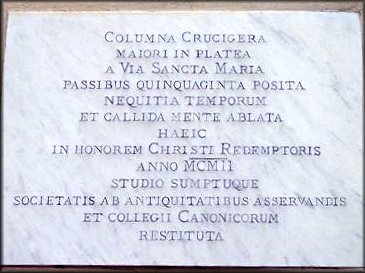 COLUMNA CRUCIGERA
MAIORI IN PLATEA
A VIA SANCTA MARIA
PASSIBUS QUINQUAGINTA POSITA
NEQUITIA TEMPORUM
ET CALLIDA MENTE ABLATA
HAEIC
IN HONOREM CHRISTI REDEMPTORIS
ANNO MCMII
STUDIO SUMPTUQUE
SOCIETATIS AB ANTIQUITATIBUS ASSERVANDIS
ET COLLEGII CANONICORUM
RESTITUTA